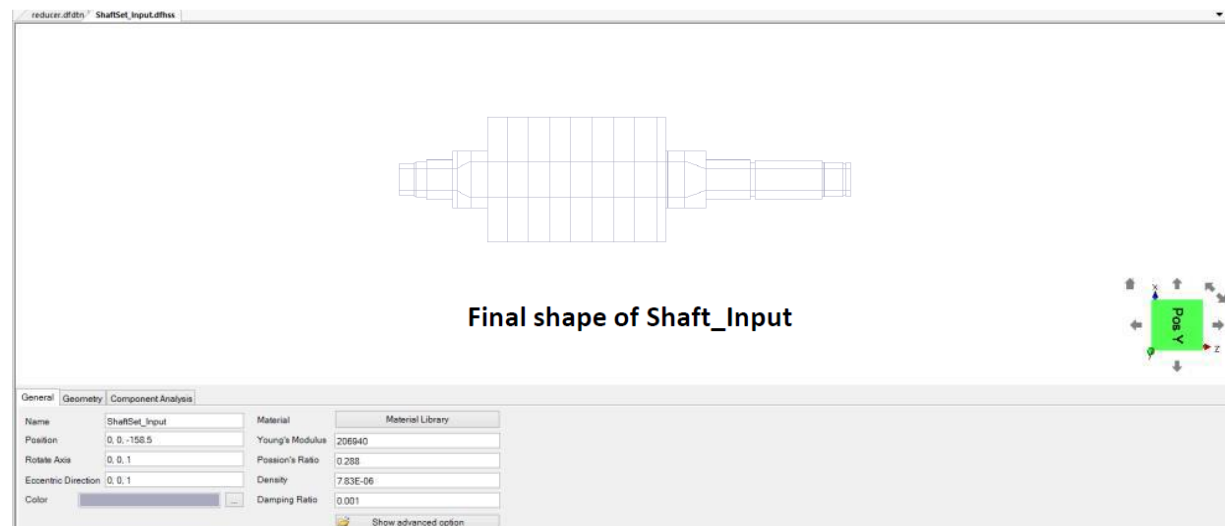 reducer.dfdtn ShaftSet_Input.dfhss
Final shape of Shaft_Input
X
Pos Y
Z
General Geometry Component Analysis
Name ShaftSet_Input Material Material Library
Position 0, 0, -158.5 Young's Modulus 206940
Rotate Axis 0, 0, 1 Possion's Ratio 0.288
Eccentric Direction 0, 0, 1 Density 7.83E-06
Color ... Damping Ratio 0.001
Show advanced option